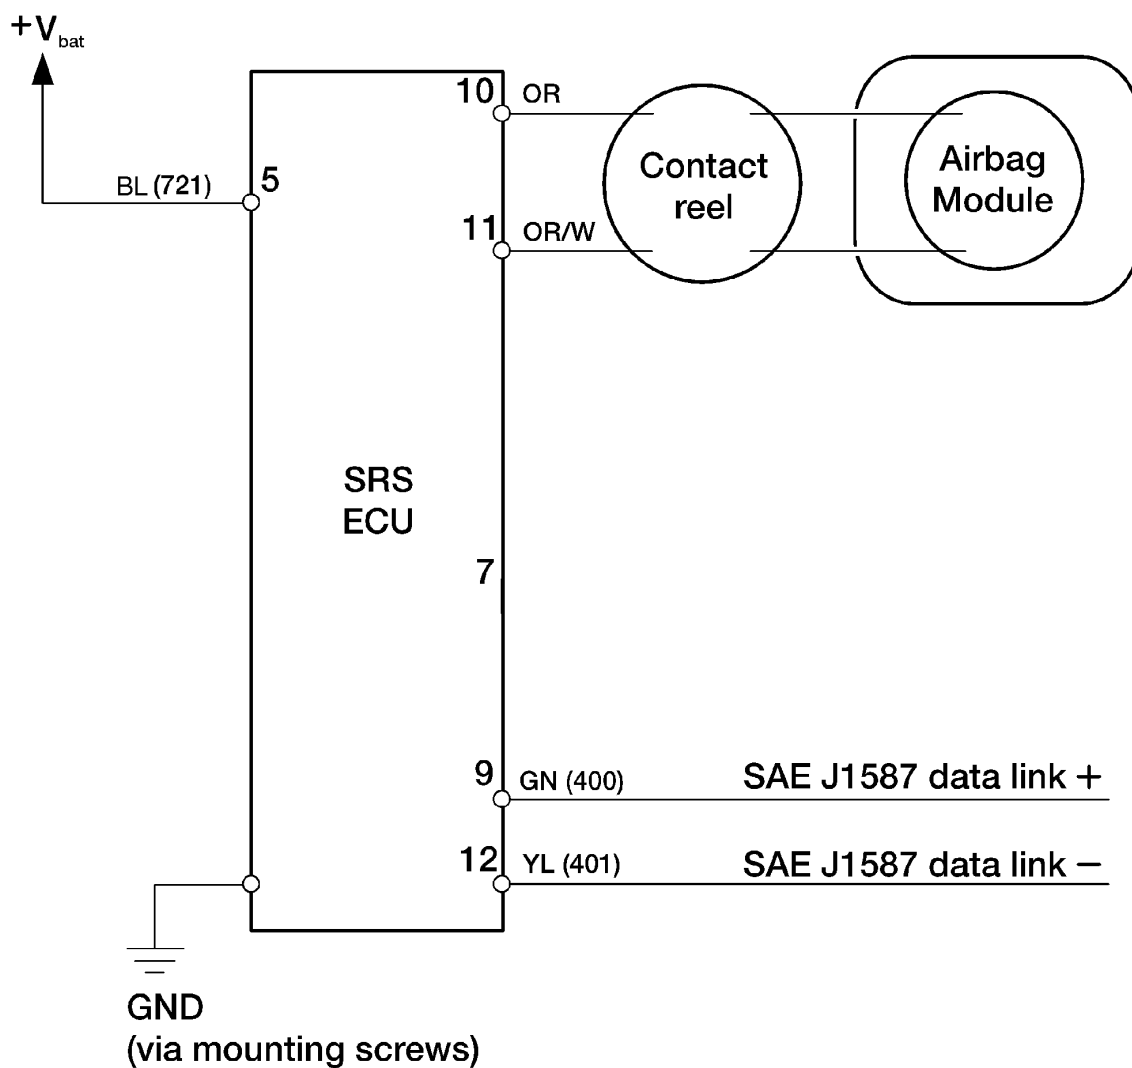 +Vbat
10 OR
Contact
reel
Airbag
Module
BL (721) 5
11 OR/W
SRS
ECU
7
9 GN (400) SAE J1587 data link +
12 YL (401) SAE J1587 data link −
GND
(via mounting screws)